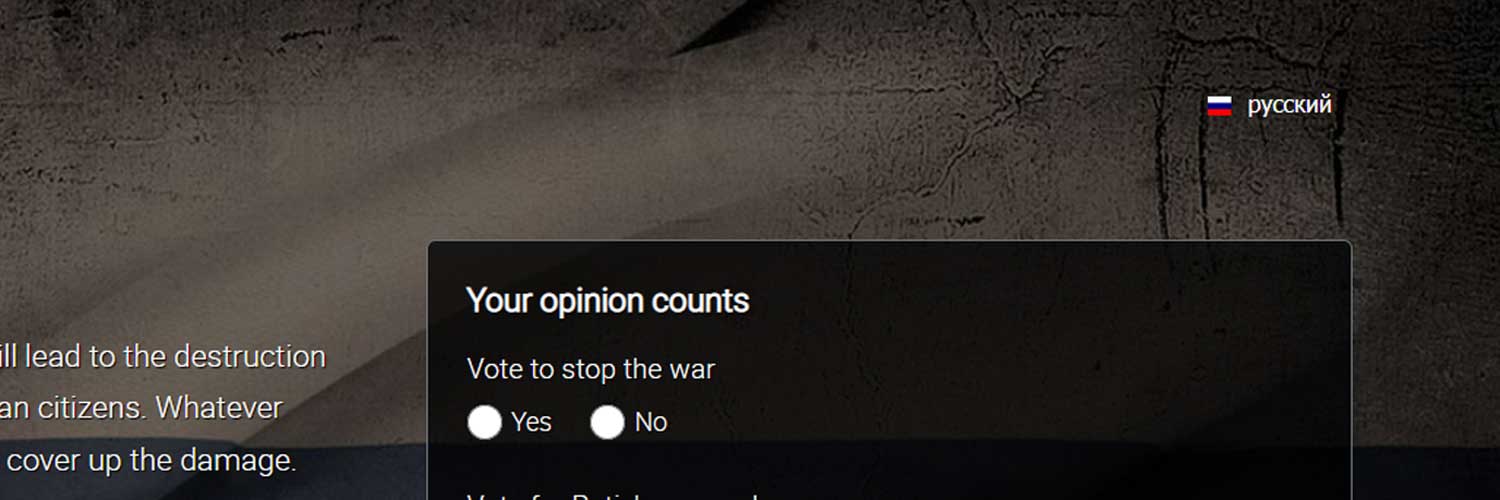 русский
Your opinion counts
Vote to stop the war
Yes No
ill lead to the destruction
an citizens. Whatever
cover up the damage.